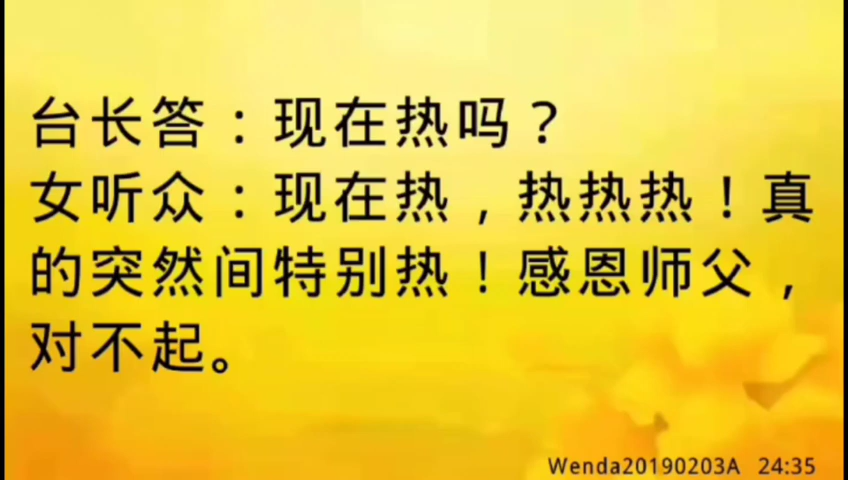 台长答：现在热吗？
女听众：现在热，热热热！真
的突然间特别热！感恩师父，
对不起。
Wenda20190203A 24:35